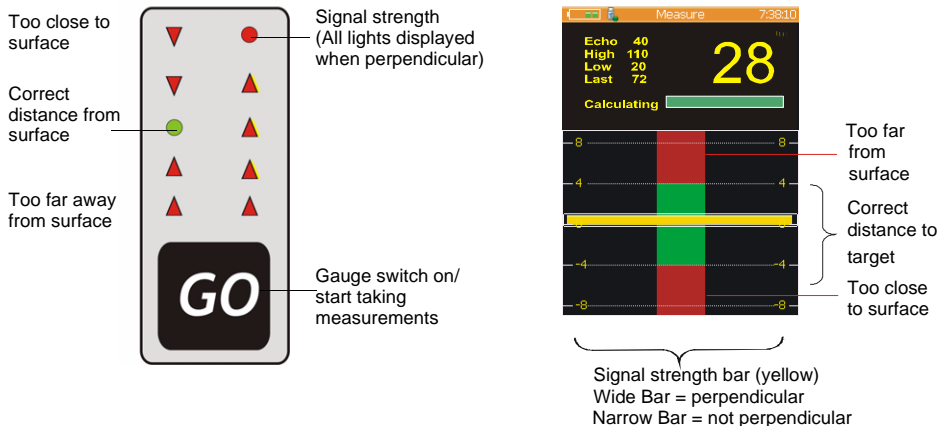 Too close to
surface
Correct
distance from
surface
Too far away
from surface
Signal strength
(All lights displayed
when perpendicular)
GO
Gauge switch on/
start taking
measurements
Measure 7:38:10
Echo 40
High 110
Low 20
Last 72
28
Calculating
8 8
4 4
0 0
-4 -4
-8 -8
Too far
from
surface
Correct
distance to
target
Too close
to surface
Signal strength bar (yellow)
Wide Bar = perpendicular
Narrow Bar = not perpendicular